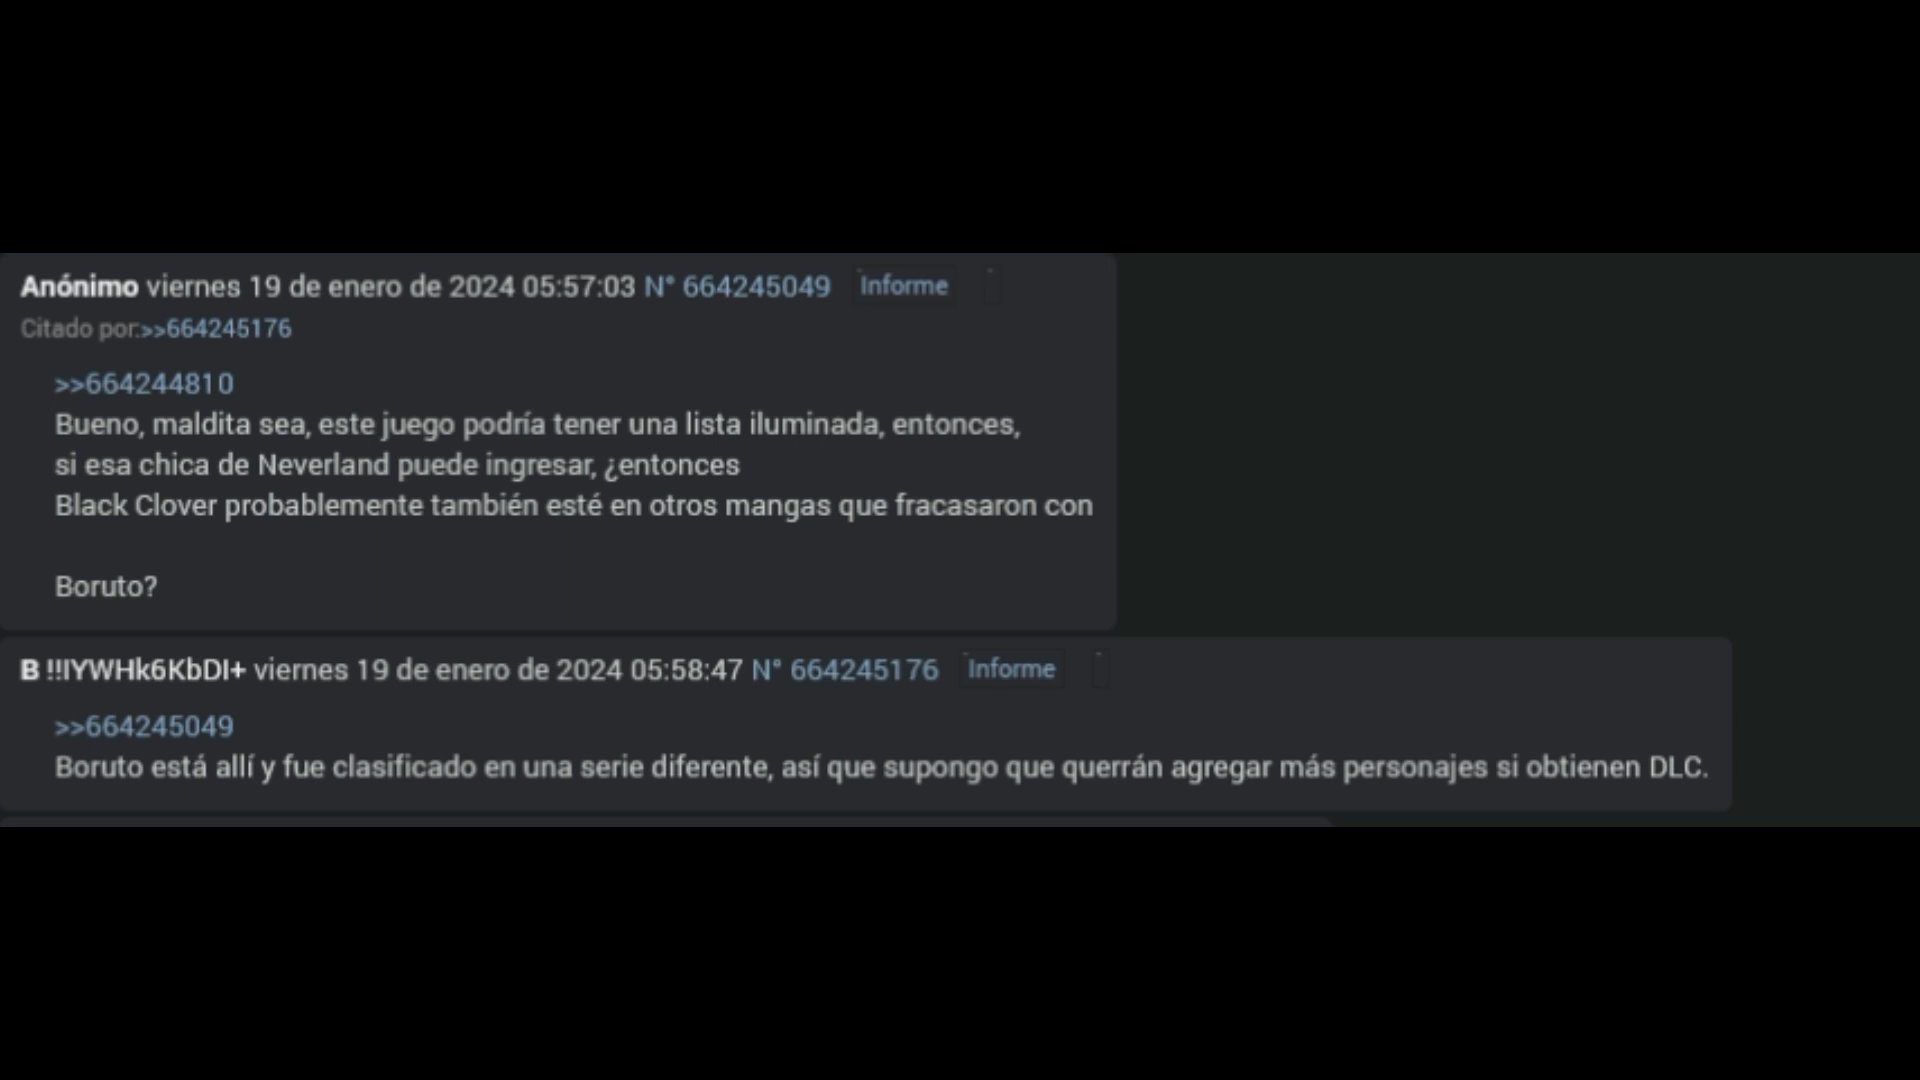 Anónimo viernes 19 de enero de 2024 05:57:03 N° 664245049 Informe
Citado por:>>664245176
>>664244810
Bueno, maldita sea, este juego podría tener una lista iluminada, entonces,
si esa chica de Neverland puede ingresar, ¿entonces
Black Clover probablemente también esté en otros mangas que fracasaron con
Boruto?
B !!IYWHk6KbDI+ viernes 19 de enero de 2024 05:58:47 N° 664245176 Informe
>>664245049
Boruto está allí y fue clasificado en una serie diferente, así que supongo que querrán agregar más personajes si obtienen DLC.